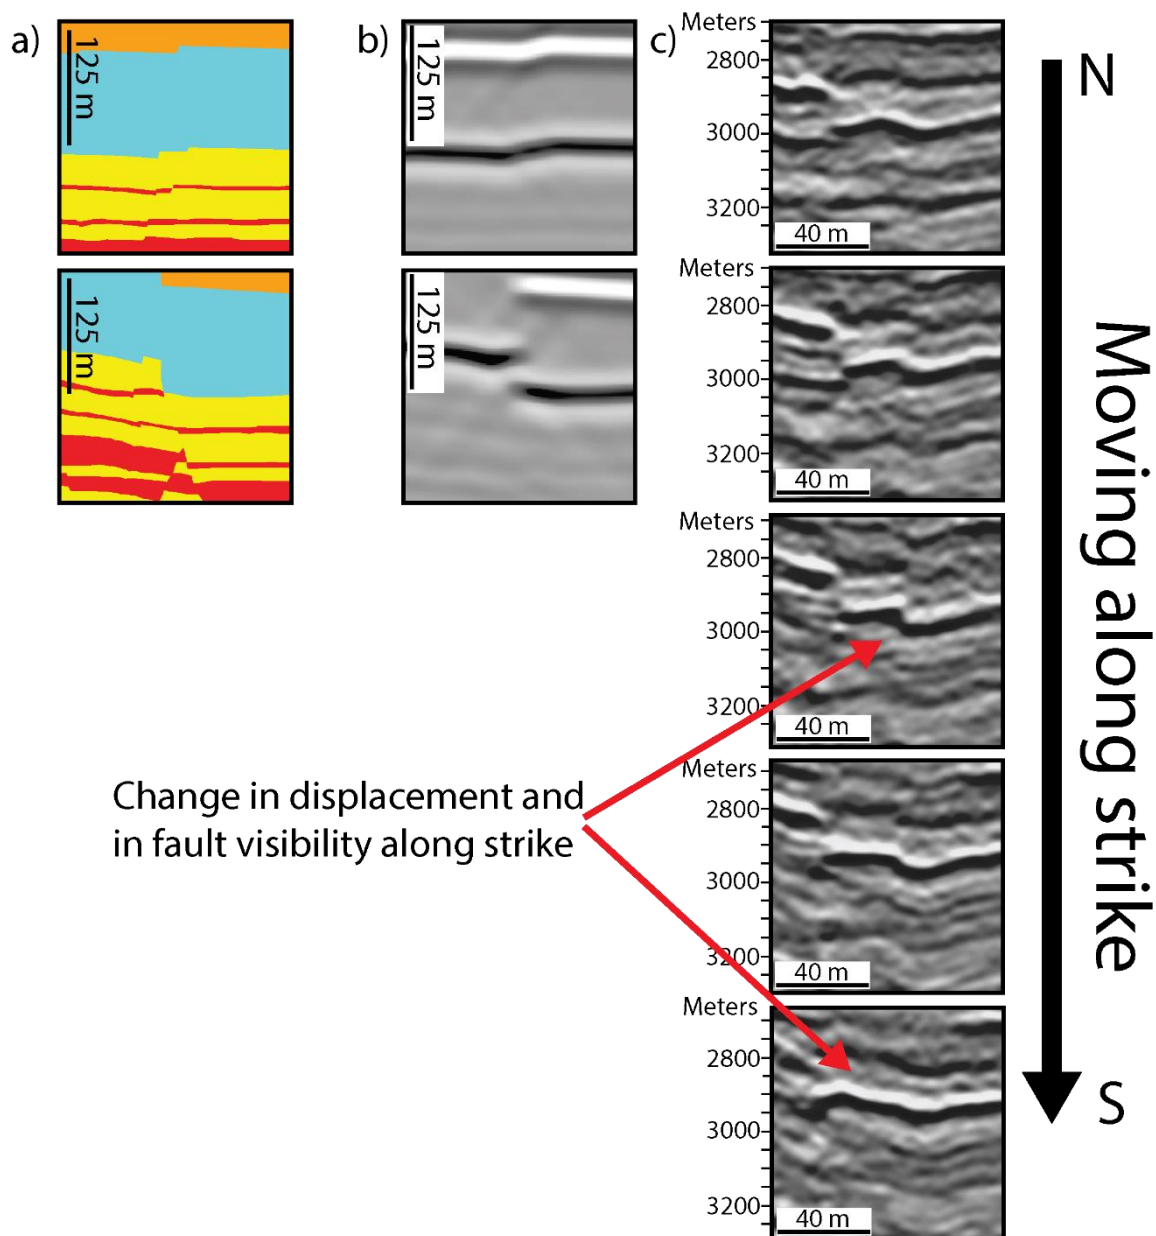 a)
125 m
125 m
b)
125 m
125 m
c)
Meters
2800
3000
3200
40 m
Meters
2800
3000
3200
40 m
Meters
2800
3000
3200
40 m
Meters
2800
3000
3200
40 m
Meters
2800
3000
3200
40 m
Change in displacement and
in fault visibility along strike
N
Moving along strike
S